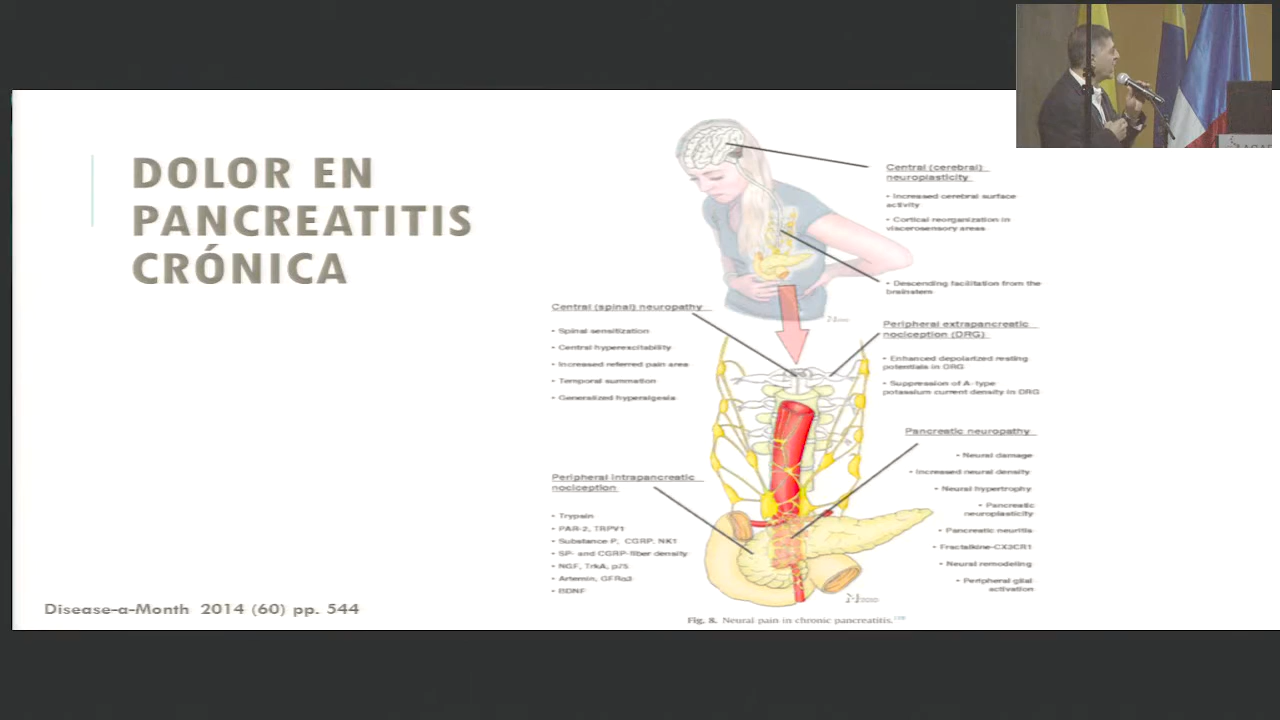 DOLOR EN
PANCREATITIS
CRÓNICA
Central (cerebral)
neuroplasticity
• Increased cerebral surface
activity
• Cortical reorganization in
viscerosensory areas
• Descending facilitation from the
brainstem
Central (spinal) neuropathy
• Spinal sensitization
• Central hyperexcitability
• Increased referred pain area
• Temporal summation
• Generalized hyperalgesia
Peripheral extrapancreatic
nociception (DRG)
• Enhanced depolarized resting
potentials in DRG
• Suppression of A-type
potassium current density in DRG
Pancreatic neuropathy
• Neural damage
• Increased neural density
• Neural hypertrophy
• Pancreatic
neuroplasticity
• Pancreatic neuritis
• Fractalkine-CX3CR1
• Neural remodeling
• Peripheral glial
activation
Peripheral intrapancreatic
nociception
• Trypsin
• PAR-2, TRPV1
• Substance P, CGRP, NK1
• SP- and CGRP-fiber density
• NGF, TrkA, p75
• Artemin, GFRα3
• BDNF
Disease-a-Month 2014 (60) pp. 544
Fig. 8. Neural pain in chronic pancreatitis.